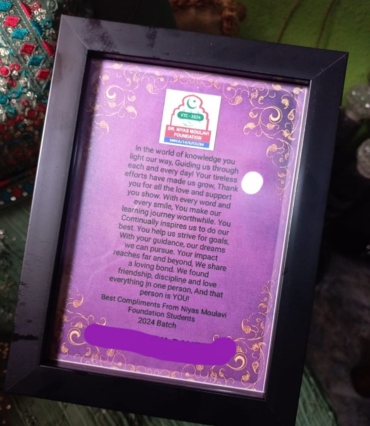 DR. NIYAS MOULAVI
FOUNDATION
In the world of knowledge you
light our way, Guiding us through
each and every day! Your tireless
efforts have made us grow, Thank
you for all the love and support
you show. With every word and
every smile, You make our
learning journey worthwhile. You
Continually inspires us to do our
best. You help us strive for goals,
With your guidance, our dreams
we can pursue. Your impact
reaches far and beyond, We share
a loving bond. We found
friendship, discipline and love
everything in one person, And that
person is YOU!
Best Compliments From Niyas Moulavi
Foundation Students
2024 Batch